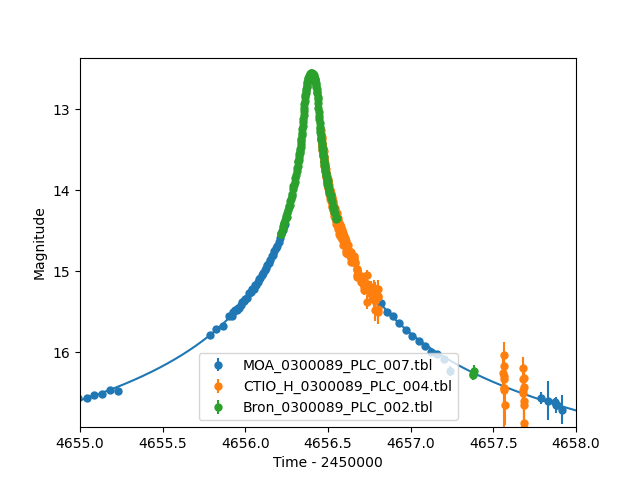 13
14
15
16
Magnitude
MOA_0300089_PLC_007.tbl
CTIO_H_0300089_PLC_004.tbl
Bron_0300089_PLC_002.tbl
4655.0 4655.5 4656.0 4656.5 4657.0 4657.5 4658.0
Time - 2450000